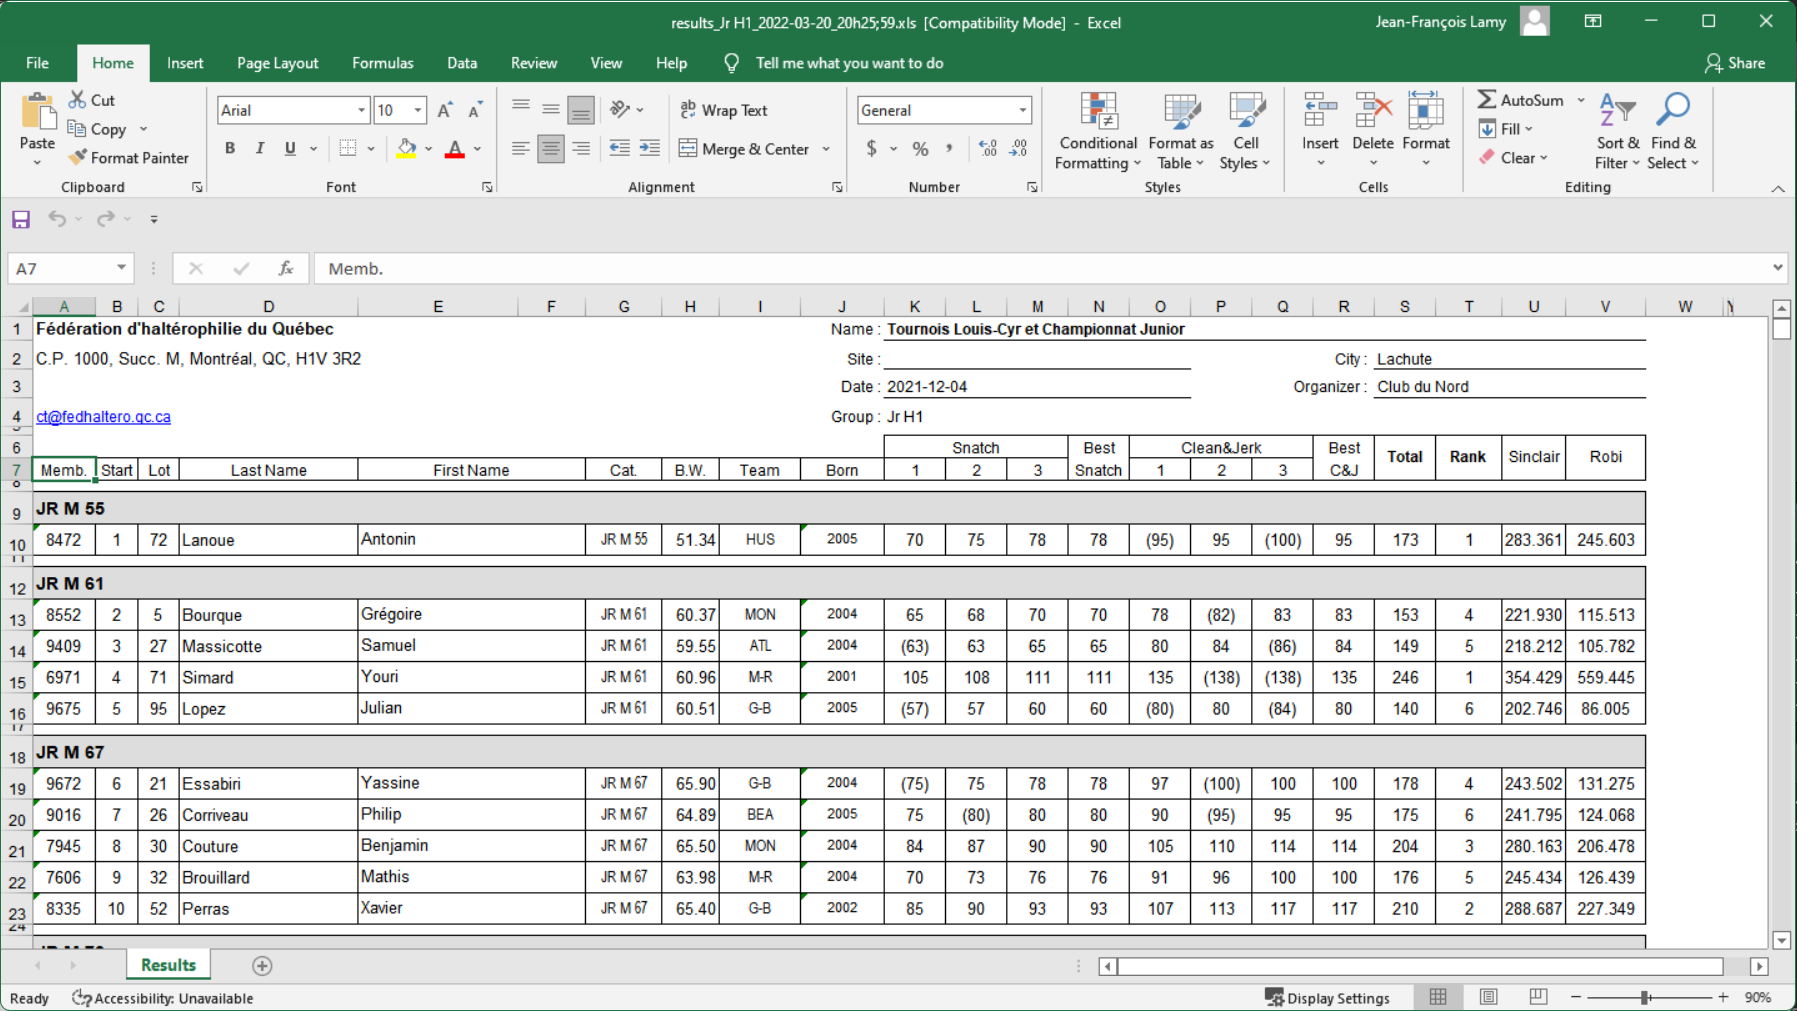 results_Jr H1_2022-03-20_20h25;59.xls [Compatibility Mode] - Excel
Jean-François Lamy
File Home Insert Page Layout Formulas Data Review View Help Tell me what you want to do Share
Paste Cut Copy Format Painter Clipboard
Arial 10 B I U A Font
Wrap Text Merge & Center Alignment
General $ % , Number
Conditional Formatting Format as Table Cell Styles Styles
Insert Delete Format Cells
AutoSum Fill Clear Sort & Filter Find & Select Editing
A7 fx Memb.
A B C D E F G H I J K L M N O P Q R S T U V W
1 Fédération d'haltérophilie du Québec Name : Tournois Louis-Cyr et Championnat Junior
2 C.P. 1000, Succ. M, Montréal, QC, H1V 3R2 Site : City : Lachute
3 Date : 2021-12-04 Organizer : Club du Nord
4 ct@fedhaltero.qc.ca Group : Jr H1
6 Snatch Best Clean&Jerk Best Total Rank Sinclair Robi
7 Memb. Start Lot Last Name First Name Cat. B.W. Team Born 1 2 3 Snatch 1 2 3 C&J
8
9 JR M 55
10 8472 1 72 Lanoue Antonin JR M 55 51.34 HUS 2005 70 75 78 78 (95) 95 (100) 95 173 1 283.361 245.603
11
12 JR M 61
13 8552 2 5 Bourque Grégoire JR M 61 60.37 MON 2004 65 68 70 70 78 (82) 83 83 153 4 221.930 115.513
14 9409 3 27 Massicotte Samuel JR M 61 59.55 ATL 2004 (63) 63 65 65 80 84 (86) 84 149 5 218.212 105.782
15 6971 4 71 Simard Youri JR M 61 60.96 M-R 2001 105 108 111 111 135 (138) (138) 135 246 1 354.429 559.445
16 9675 5 95 Lopez Julian JR M 61 60.51 G-B 2005 (57) 57 60 60 (80) 80 (84) 80 140 6 202.746 86.005
17
18 JR M 67
19 9672 6 21 Essabiri Yassine JR M 67 65.90 G-B 2004 (75) 75 78 78 97 (100) 100 100 178 4 243.502 131.275
20 9016 7 26 Corriveau Philip JR M 67 64.89 BEA 2005 75 (80) 80 80 90 (95) 95 95 175 6 241.795 124.068
21 7945 8 30 Couture Benjamin JR M 67 65.50 MON 2004 84 87 90 90 105 110 114 114 204 3 280.163 206.478
22 7606 9 32 Brouillard Mathis JR M 67 63.98 M-R 2004 70 73 76 76 91 96 100 100 176 5 245.434 126.439
23 8335 10 52 Perras Xavier JR M 67 65.40 G-B 2002 85 90 93 93 107 113 117 117 210 2 288.687 227.349
24
Results
Ready Accessibility: Unavailable Display Settings 90%